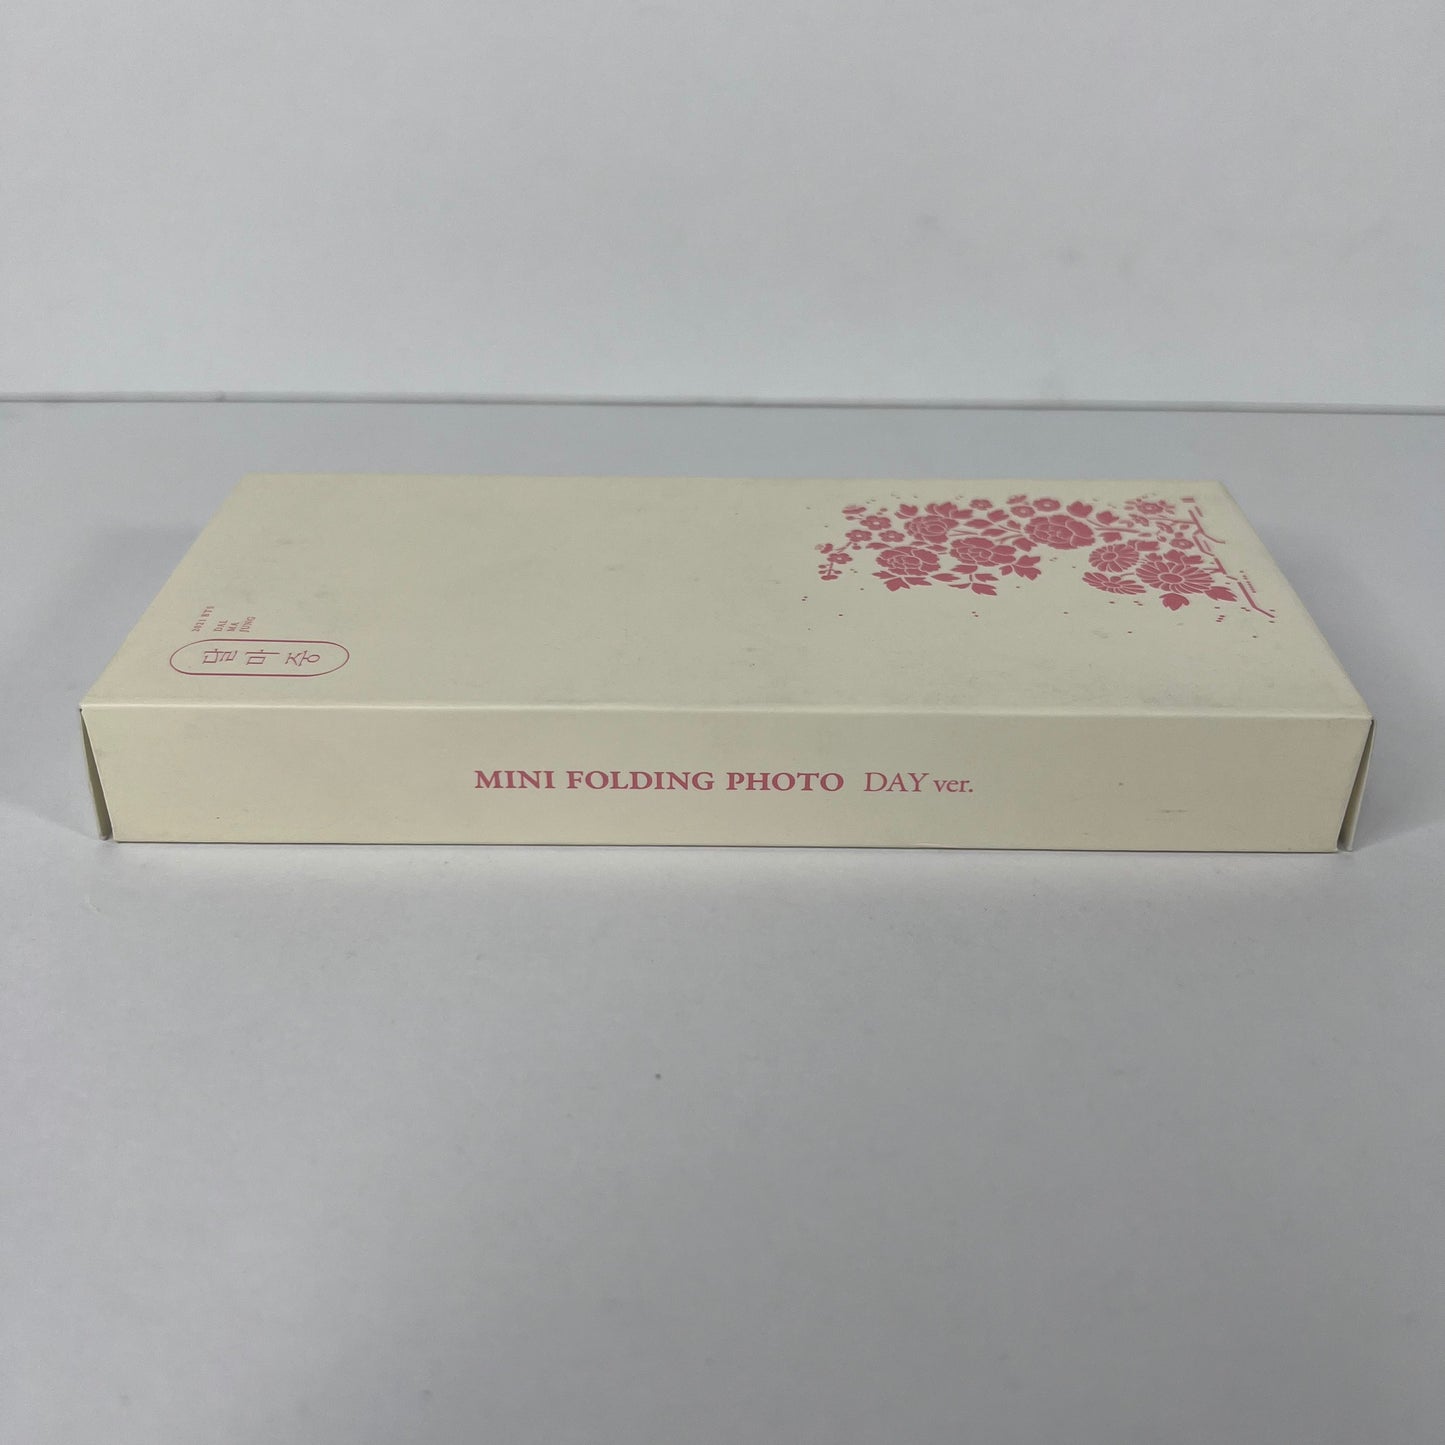 2021 BTS
DAL
MA
JUNG
달마중
MINI FOLDING PHOTO DAY ver.